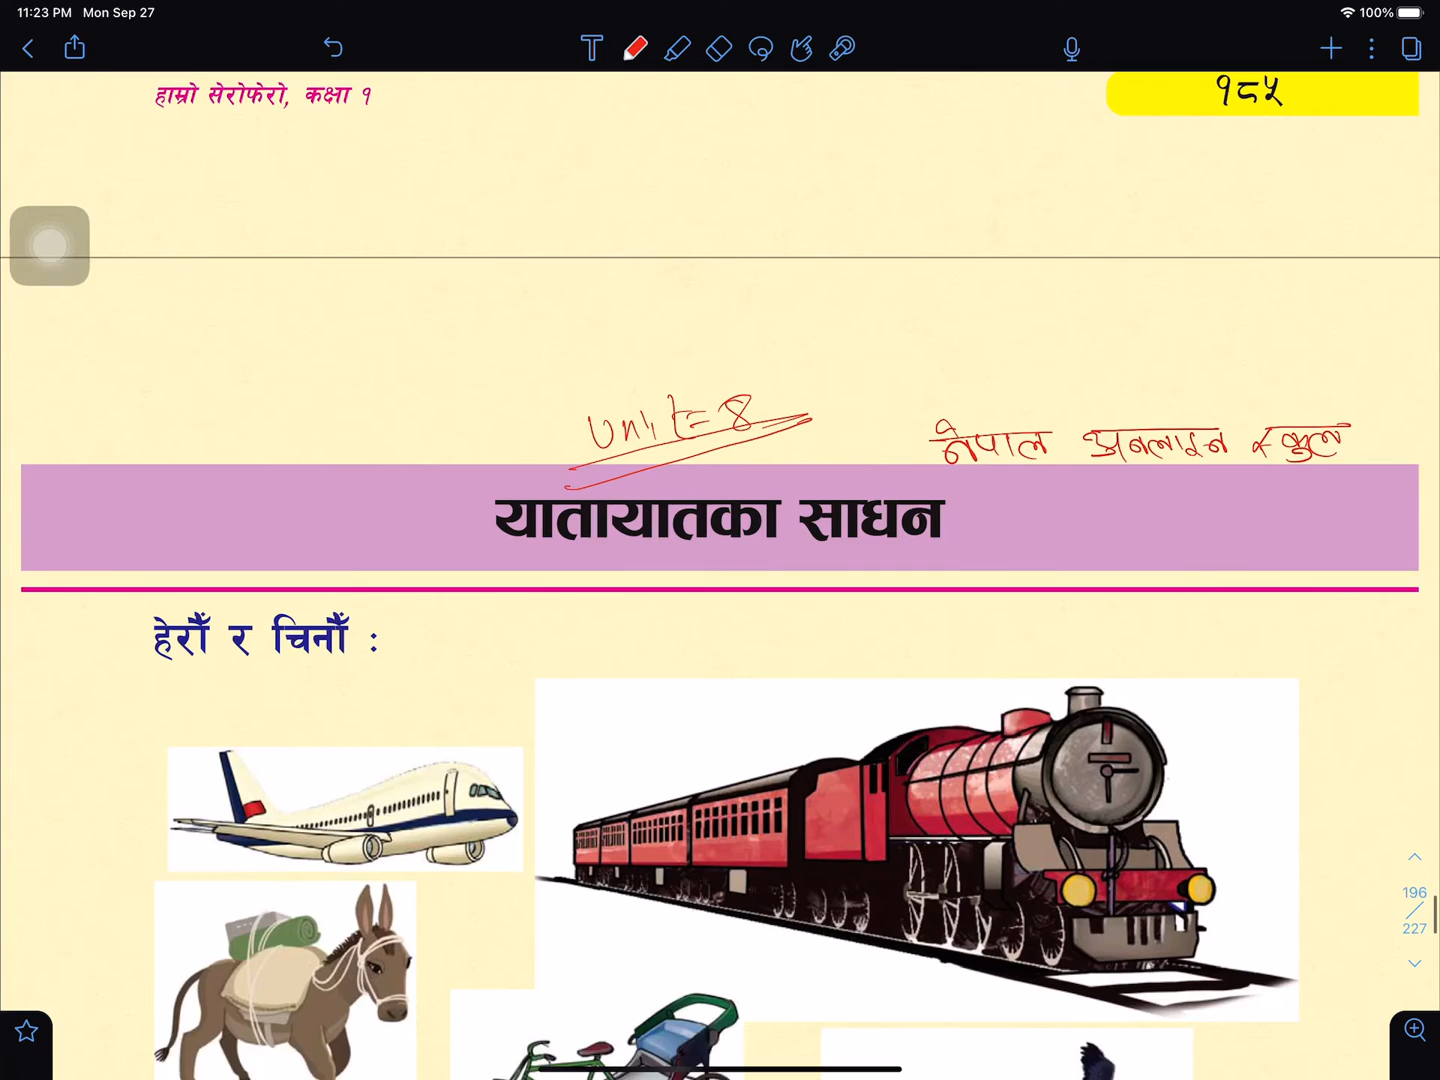 11:23 PM Mon Sep 27 100%
हाम्रो सेरोफेरो, कक्षा १
१८५
Unit= 8
नेपाल अनलाइन स्कुल
यातायातका साधन
हेरौँ र चिनौँ :
196
227